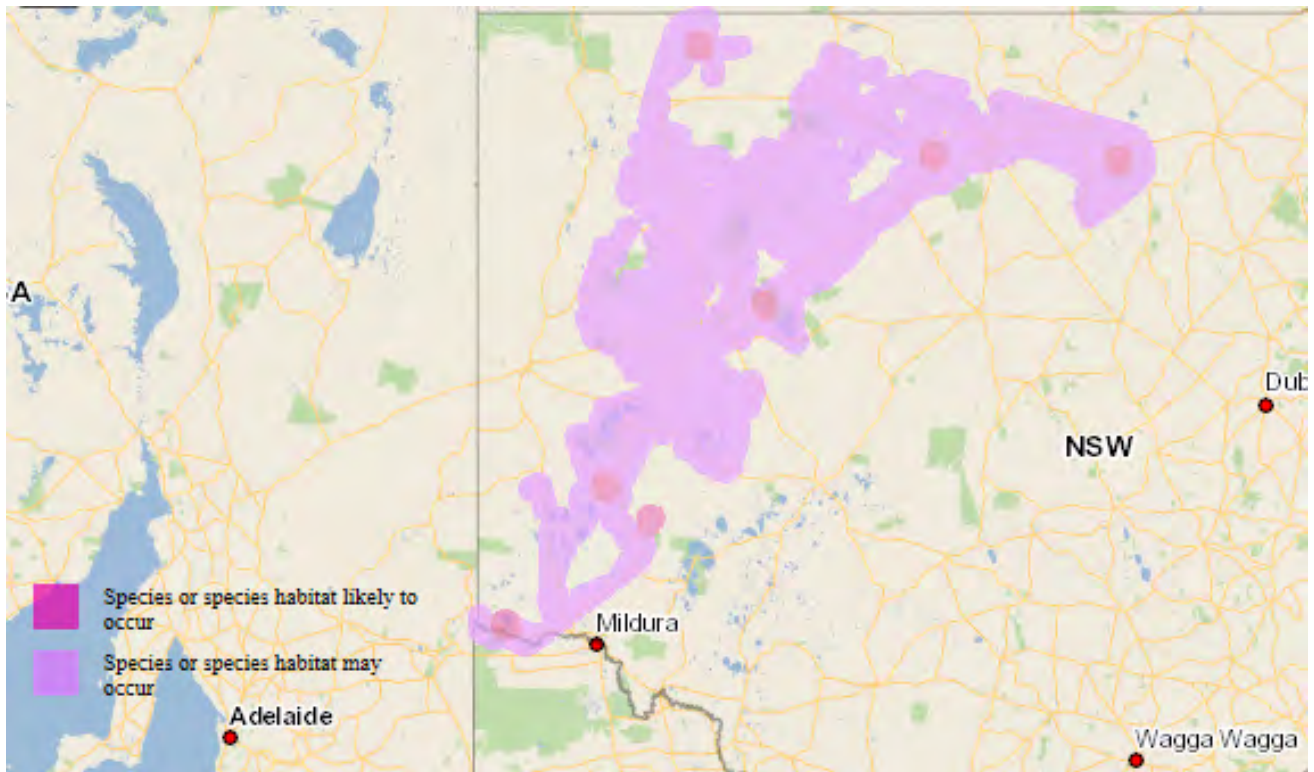 SA
NSW
Dub
Mildura
Species or species habitat likely to
occur
Species or species habitat may
occur
Adelaide
Wagga Wagga